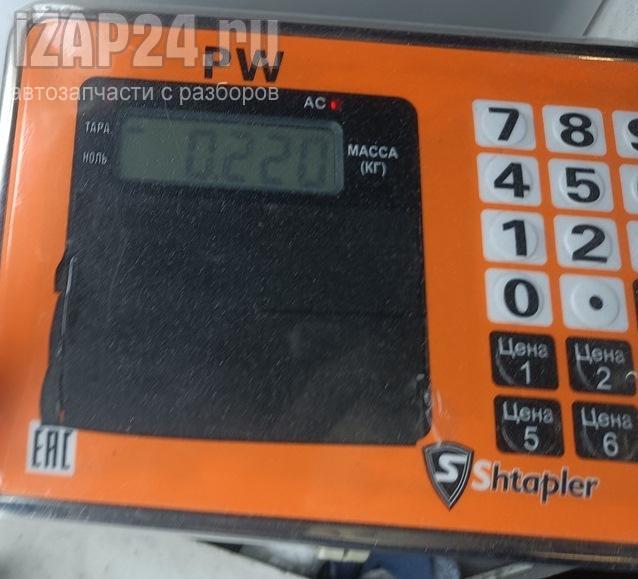 iZAP24.ru
PW
автозапчасти с разборов
AC
ТАРА
НОЛЬ
0.220
МАССА
(КГ)
7 8 9
4 5
1 2
0 .
Цена 1
Цена 2
Цена 5
Цена 6
EAC
S Shtapler